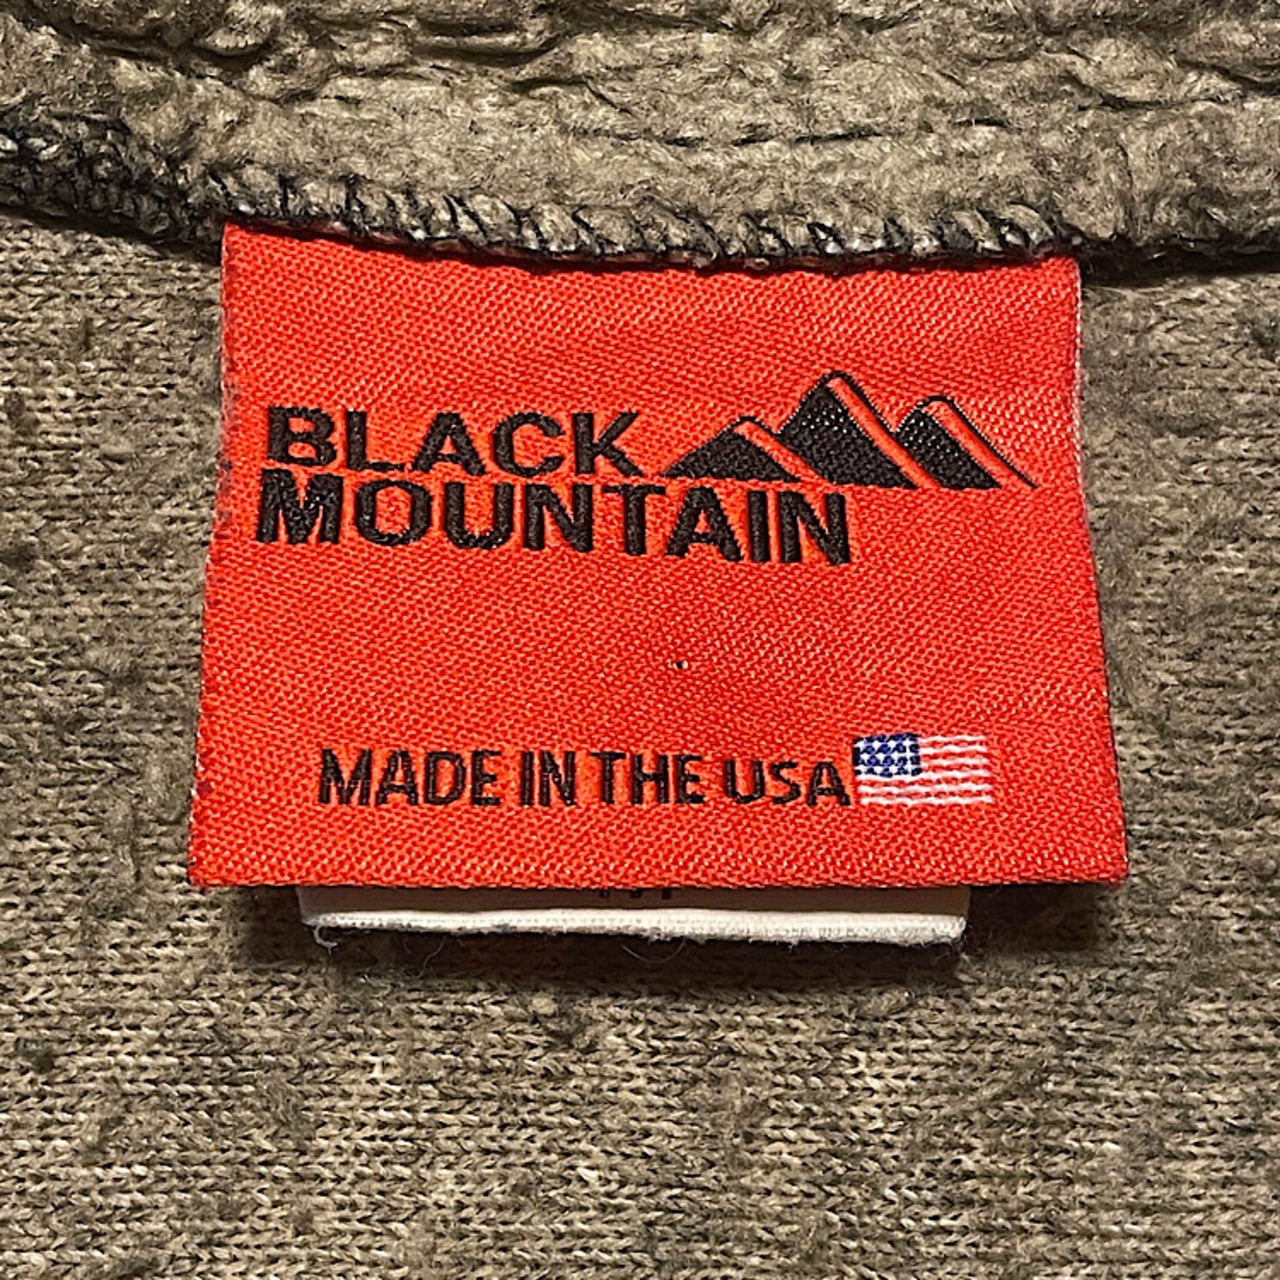 BLACK
MOUNTAIN
MADE IN THE USA